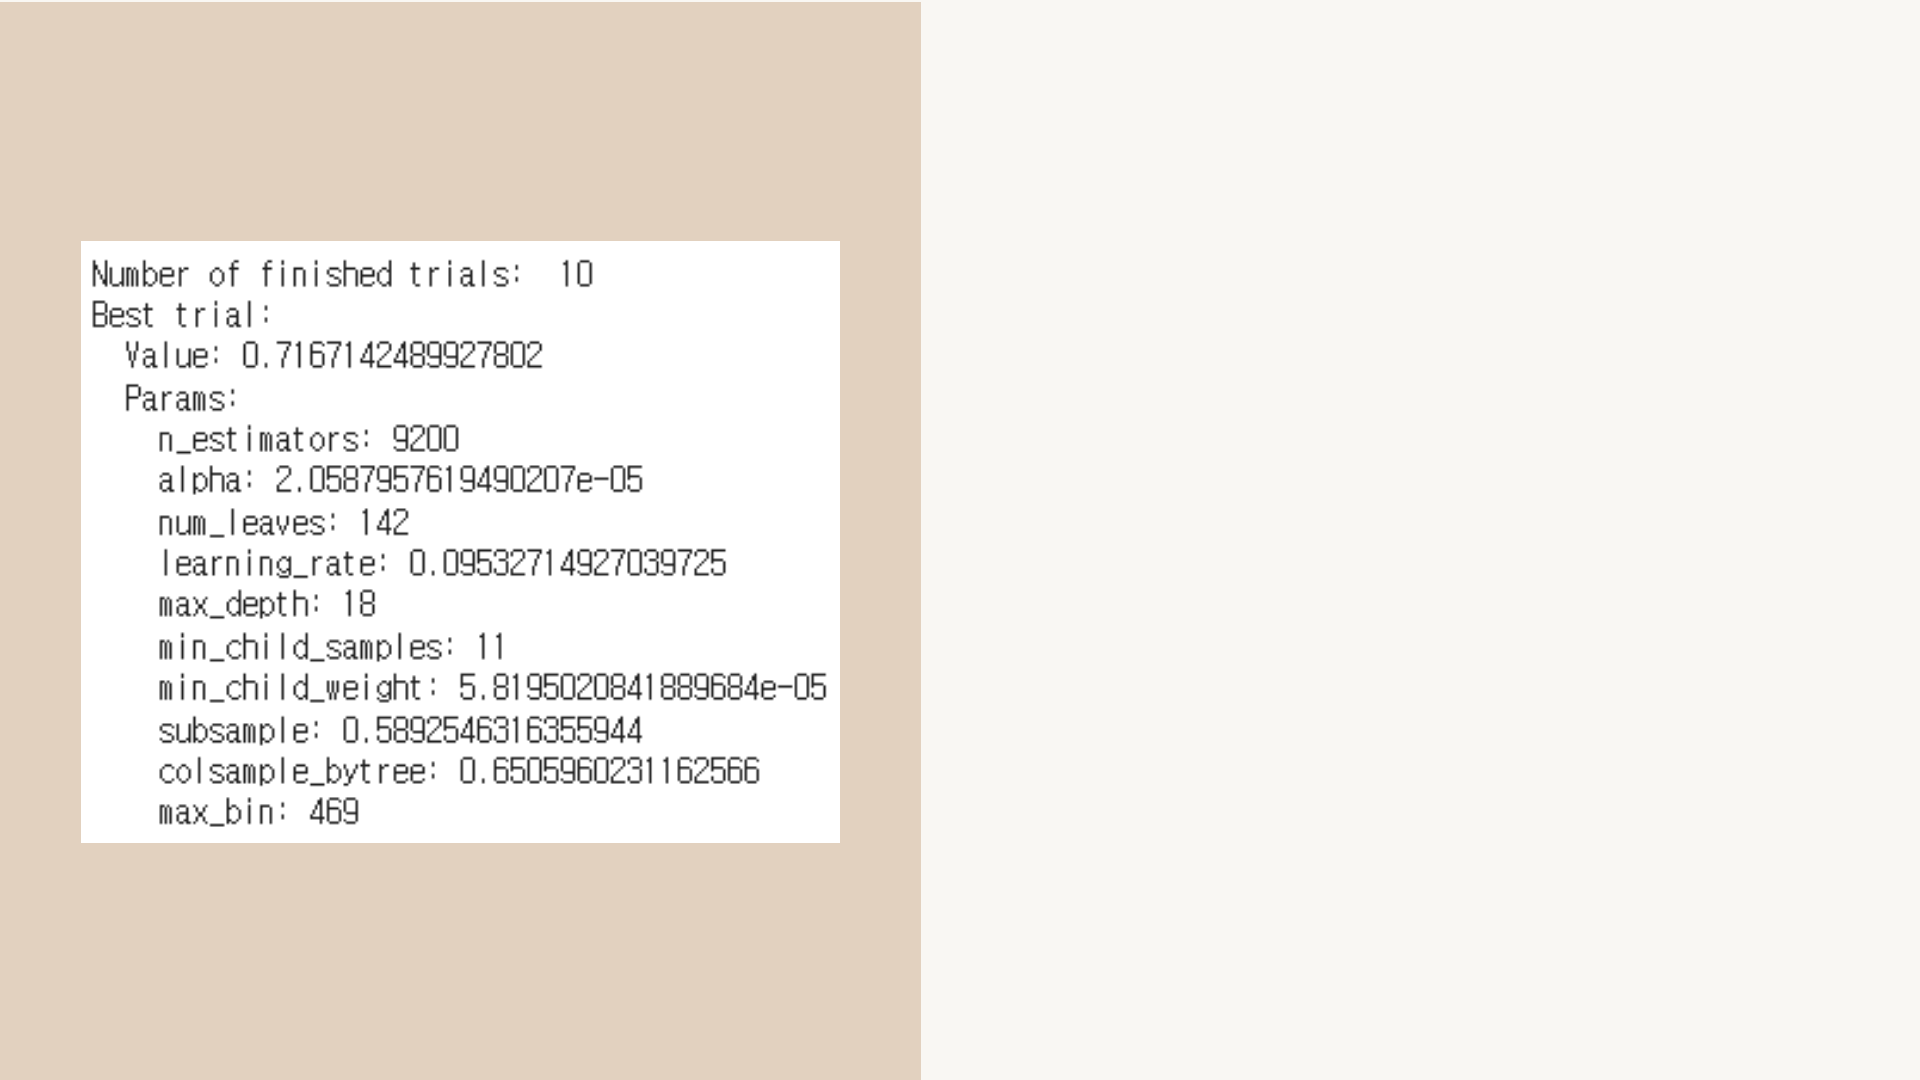 Number of finished trials:  10
Best trial:
  Value: 0.7167142489927802
  Params:
    n_estimators: 9200
    alpha: 2.0587957619490207e-05
    num_leaves: 142
    learning_rate: 0.09532714927039725
    max_depth: 18
    min_child_samples: 11
    min_child_weight: 5.8195020841889684e-05
    subsample: 0.5892546316355944
    colsample_bytree: 0.6505960231162566
    max_bin: 469